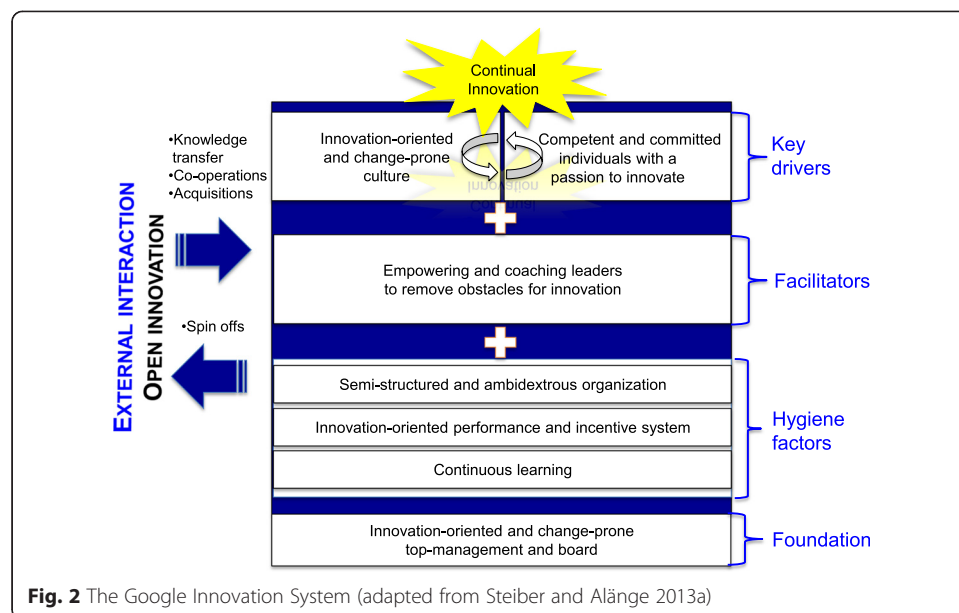 Continual
Innovation
Innovation-oriented
and change-prone
culture
Competent and committed
individuals with a
passion to innovate
Innovation
Continual
Key
drivers
•Knowledge
transfer
•Co-operations
•Acquisitions
EXTERNAL INTERACTION
OPEN INNOVATION
•Spin offs
Empowering and coaching leaders
to remove obstacles for innovation
Facilitators
Semi-structured and ambidextrous organization
Innovation-oriented performance and incentive system
Continuous learning
Hygiene
factors
Innovation-oriented and change-prone
top-management and board
Foundation
Fig. 2 The Google Innovation System (adapted from Steiber and Alänge 2013a)